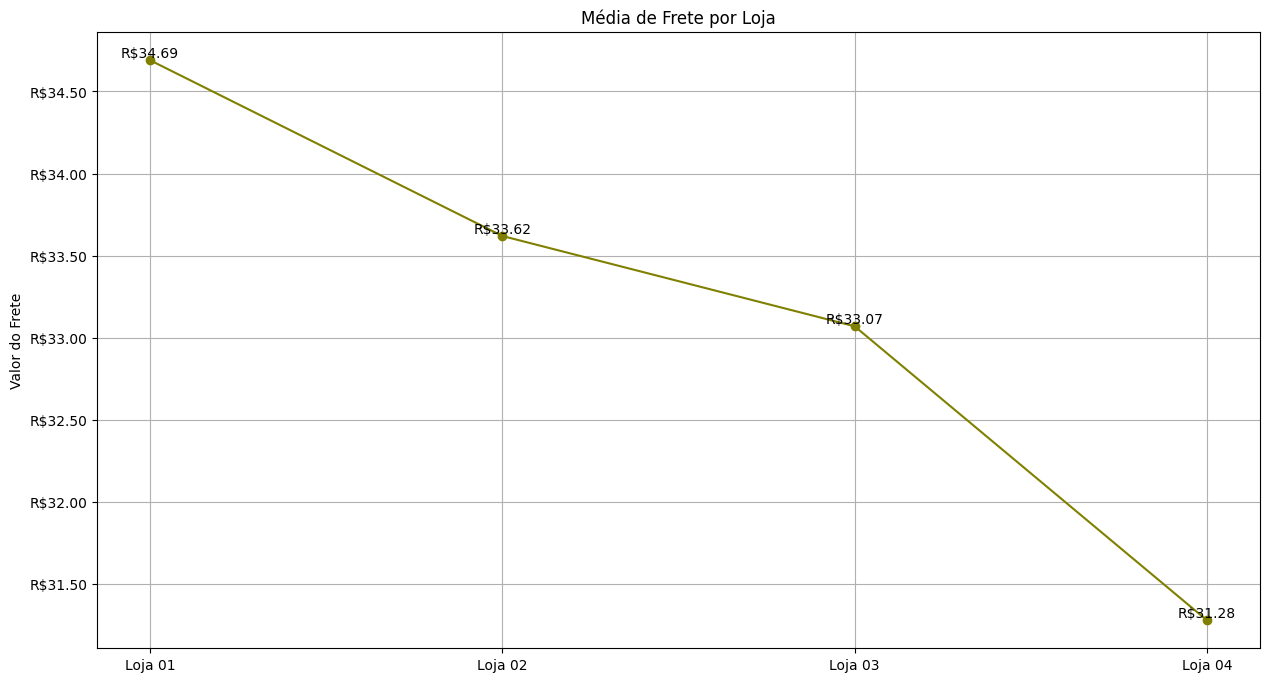 Média de Frete por Loja
Valor do Frete
R$34.50
R$34.00
R$33.50
R$33.00
R$32.50
R$32.00
R$31.50
R$34.69
R$33.62
R$33.07
R$31.28
Loja 01
Loja 02
Loja 03
Loja 04